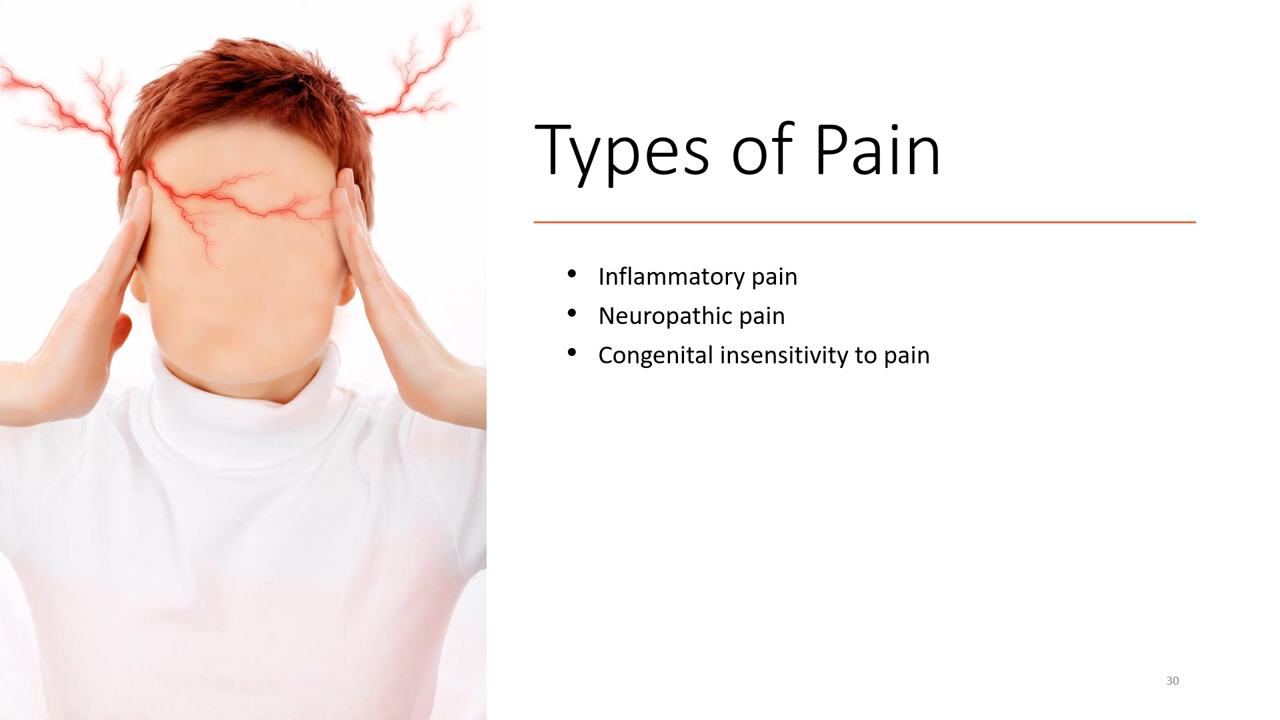 Types of Pain
• Inflammatory pain
• Neuropathic pain
• Congenital insensitivity to pain
30